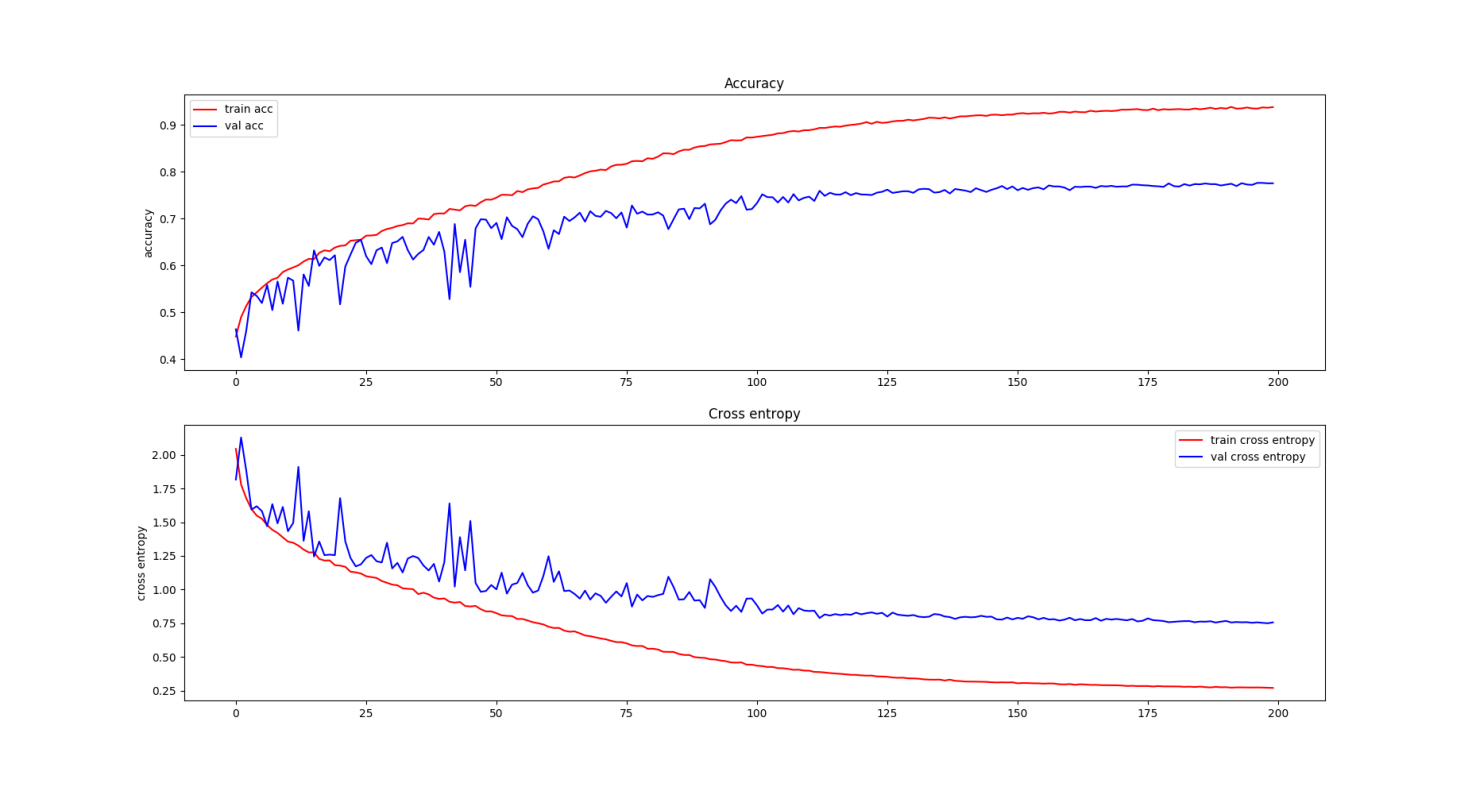 Accuracy
train acc
val acc
accuracy
0.9
0.8
0.7
0.6
0.5
0.4
0 25 50 75 100 125 150 175 200
Cross entropy
train cross entropy
val cross entropy
cross entropy
2.00
1.75
1.50
1.25
1.00
0.75
0.50
0.25
0 25 50 75 100 125 150 175 200